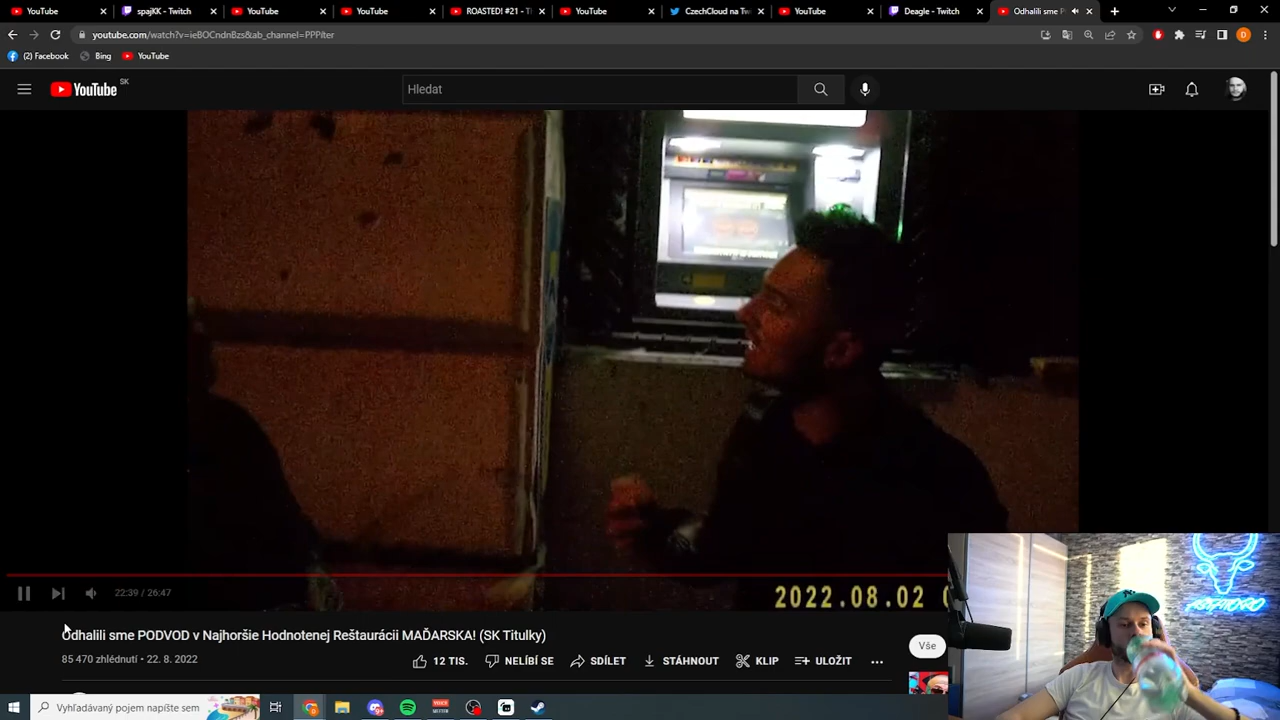 YouTube
spajKK - Twitch
YouTube
YouTube
ROASTED! #21 - T
YouTube
CzechCloud na Tw
YouTube
Deagle - Twitch
Odhalili sme P
youtube.com/watch?v=ieBOCndnBzs&ab_channel=PPPiter
(2) Facebook
Bing
YouTube
D
YouTube SK
Hledat
22:39 / 26:47
2022.08.02
Odhalili sme PODVOD v Najhoršie Hodnotenej Reštaurácii MAĎARSKA! (SK Titulky)
85 470 zhlédnutí • 22. 8. 2022
12 TIS.
NELÍBÍ SE
SDÍLET
STÁHNOUT
KLIP
ULOŽIT
Vše
Vyhľadávaný pojem napíšte sem